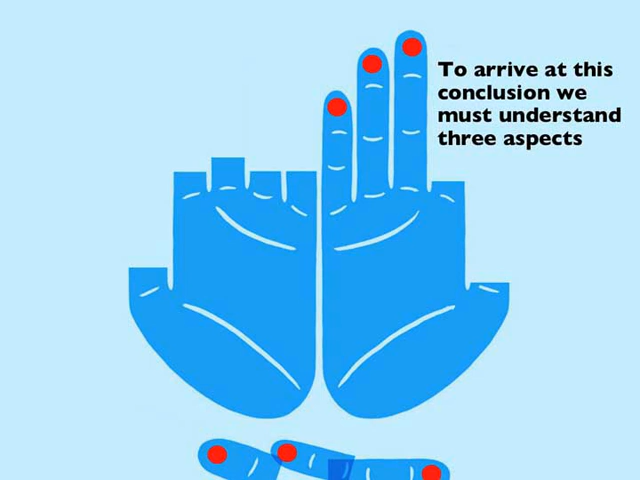 To arrive at this
conclusion we
must understand
three aspects